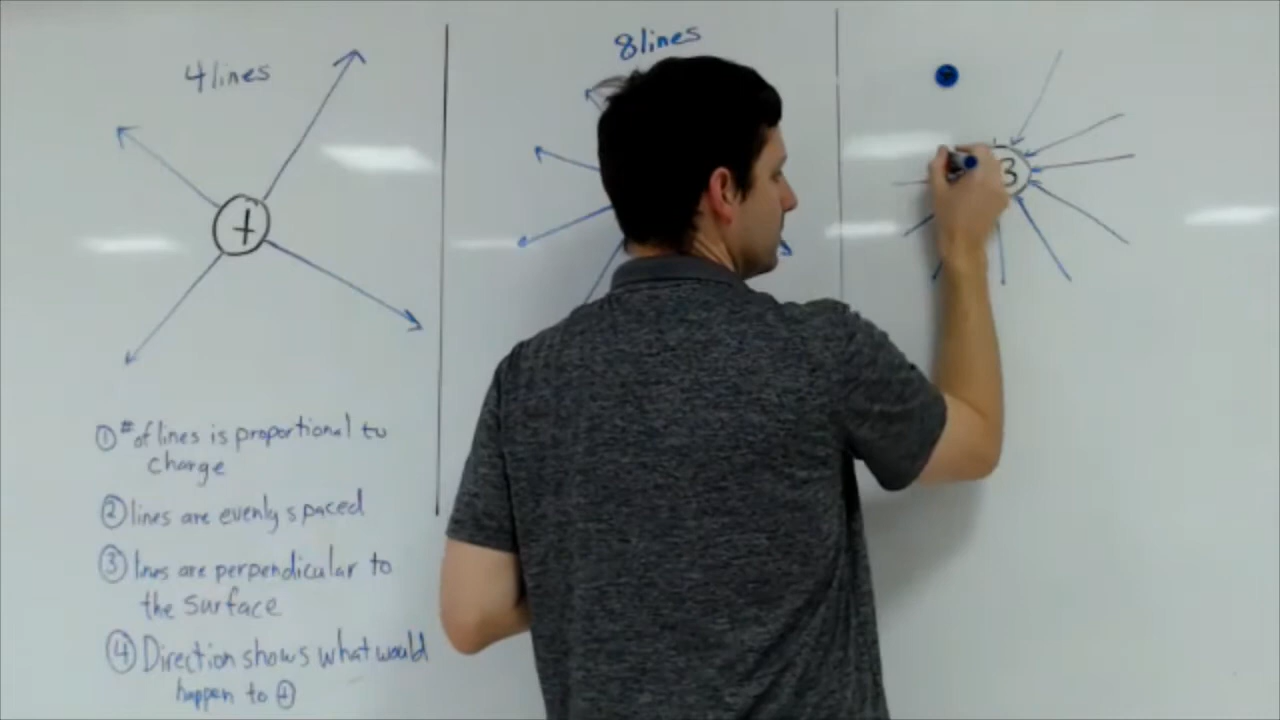 4 lines
+
① # of lines is proportional to
charge
② lines are evenly spaced
③ lines are perpendicular to
the surface
④ Direction shows what would
happen to ⊕
8 lines
3